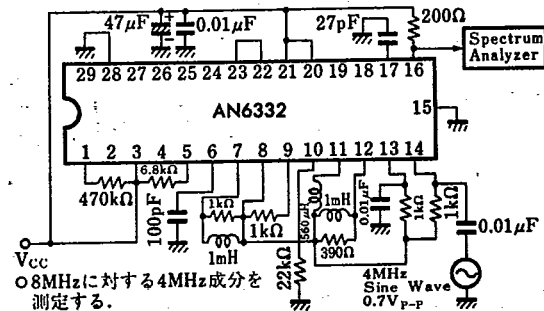 47μF
0.01μF
27pF
200Ω
Spectrum
Analyzer
29 28 27 26 25 24 23 22 21 20 19 18 17 16
AN6332
15
1 2 3 4 5 6 7 8 9 10 11 12 13 14
470kΩ
6.8kΩ
100pF
1kΩ
1mH
1kΩ
22kΩ
560μH
1mH
390Ω
0.01μF
1kΩ
1kΩ
0.01μF
VCC
4MHz
Sine Wave
0.7VP-P
○8MHzに対する4MHz成分を
測定する.